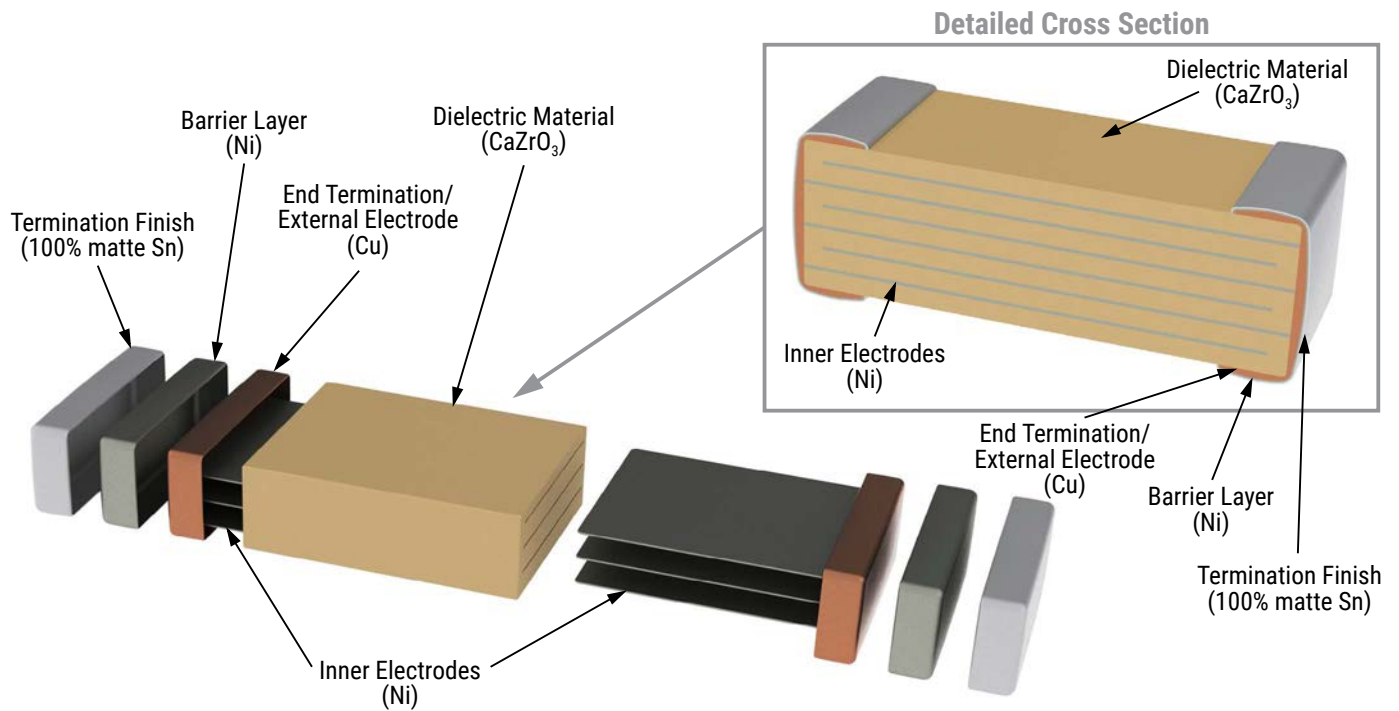 Detailed Cross Section
Dielectric Material
(CaZrO₃)
Barrier Layer
(Ni)
Dielectric Material
(CaZrO₃)
End Termination/
External Electrode
(Cu)
Termination Finish
(100% matte Sn)
Inner Electrodes
(Ni)
End Termination/
External Electrode
(Cu)
Barrier Layer
(Ni)
Termination Finish
(100% matte Sn)
Inner Electrodes
(Ni)